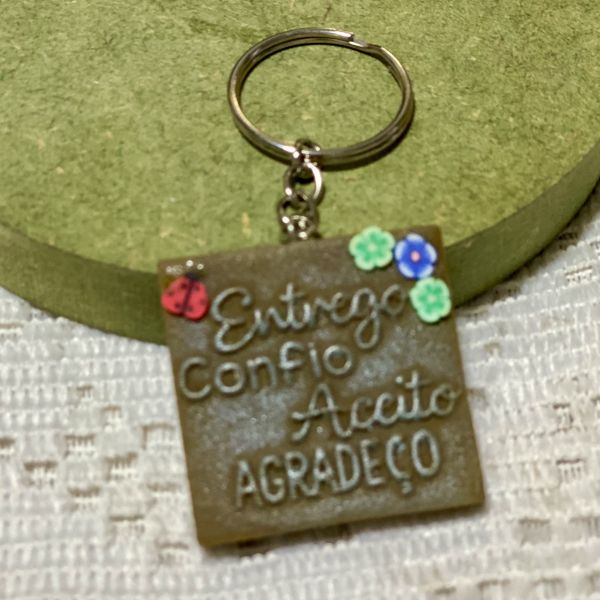 Entrego
Confio
Aceito
AGRADEÇO